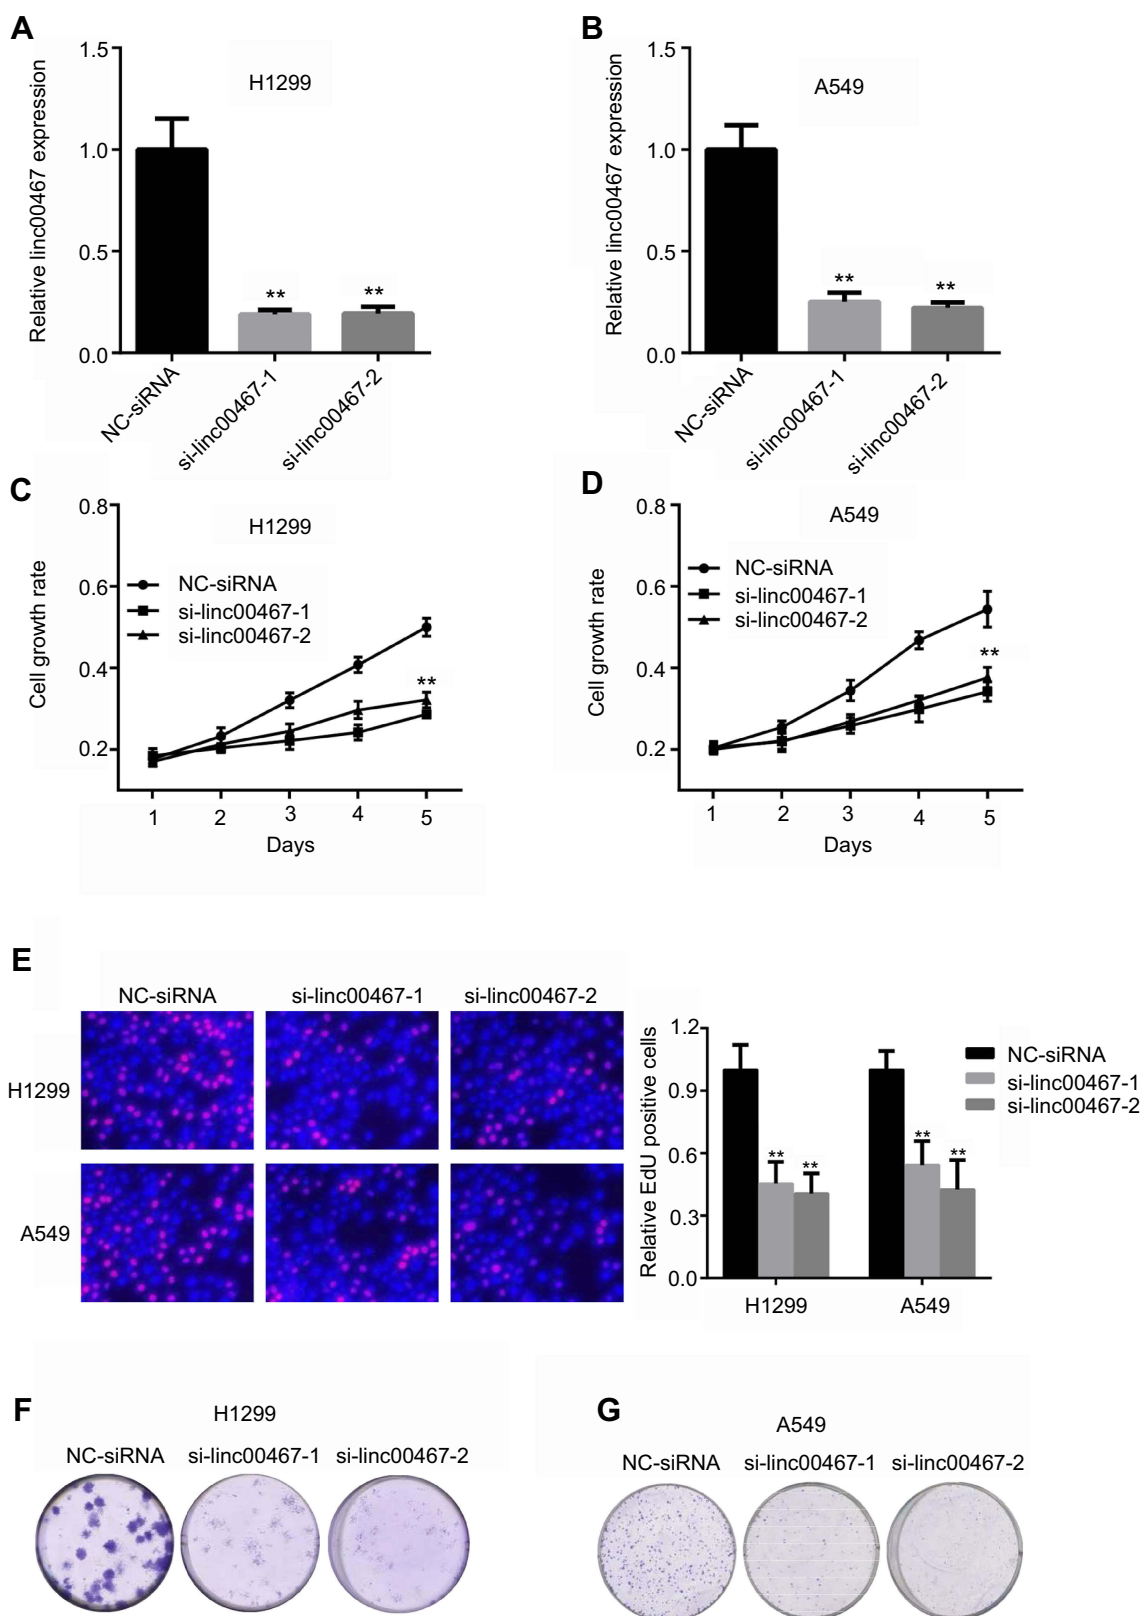 A
B
H1299
A549
Relative linc00467 expression
1.5
1.0
0.5
0.0
**
**
NC-siRNA
si-linc00467-1
si-linc00467-2
Relative linc00467 expression
1.5
1.0
0.5
0.0
**
**
NC-siRNA
si-linc00467-1
si-linc00467-2
C
H1299
Cell growth rate
0.8
0.6
0.4
0.2
NC-siRNA
si-linc00467-1
si-linc00467-2
**
1 2 3 4 5
Days
D
A549
Cell growth rate
0.8
0.6
0.4
0.2
NC-siRNA
si-linc00467-1
si-linc00467-2
**
1 2 3 4 5
Days
E
NC-siRNA si-linc00467-1 si-linc00467-2
H1299
A549
Relative EdU positive cells
1.2
0.9
0.6
0.3
0.0
**
**
**
**
H1299 A549
NC-siRNA
si-linc00467-1
si-linc00467-2
F
H1299
NC-siRNA si-linc00467-1 si-linc00467-2
G
A549
NC-siRNA si-linc00467-1 si-linc00467-2